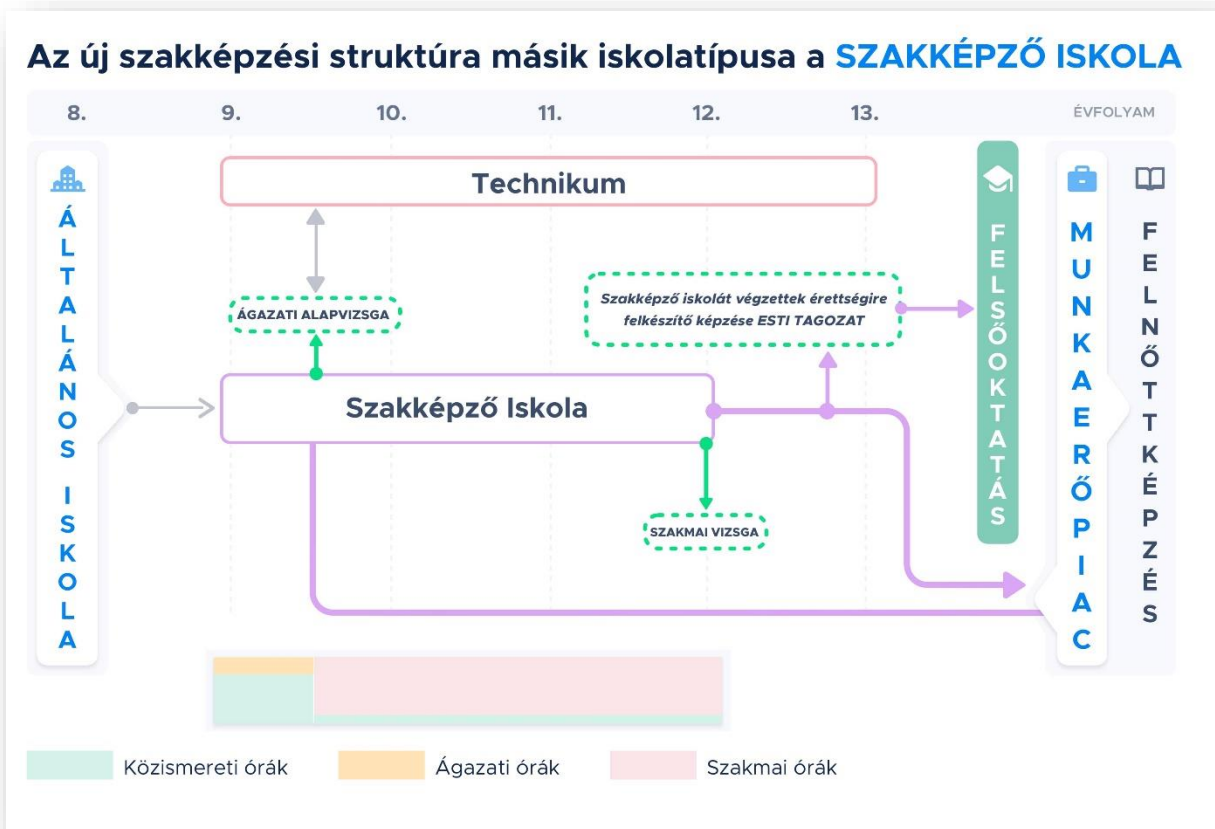 Az új szakképzési struktúra másik iskolatípusa a SZAKKÉPZŐ ISKOLA
8. 9. 10. 11. 12. 13. ÉVFOLYAM
ÁLTALÁNOS ISKOLA
Technikum
ÁGAZATI ALAPVIZSGA
Szakképző iskolát végzettek érettségire
felkészítő képzése ESTI TAGOZAT
Szakképző Iskola
SZAKMAI VIZSGA
FELSŐOKTATÁS
MUNKAERŐPIAC
FELNŐTTKÉPZÉS
Közismereti órák
Ágazati órák
Szakmai órák